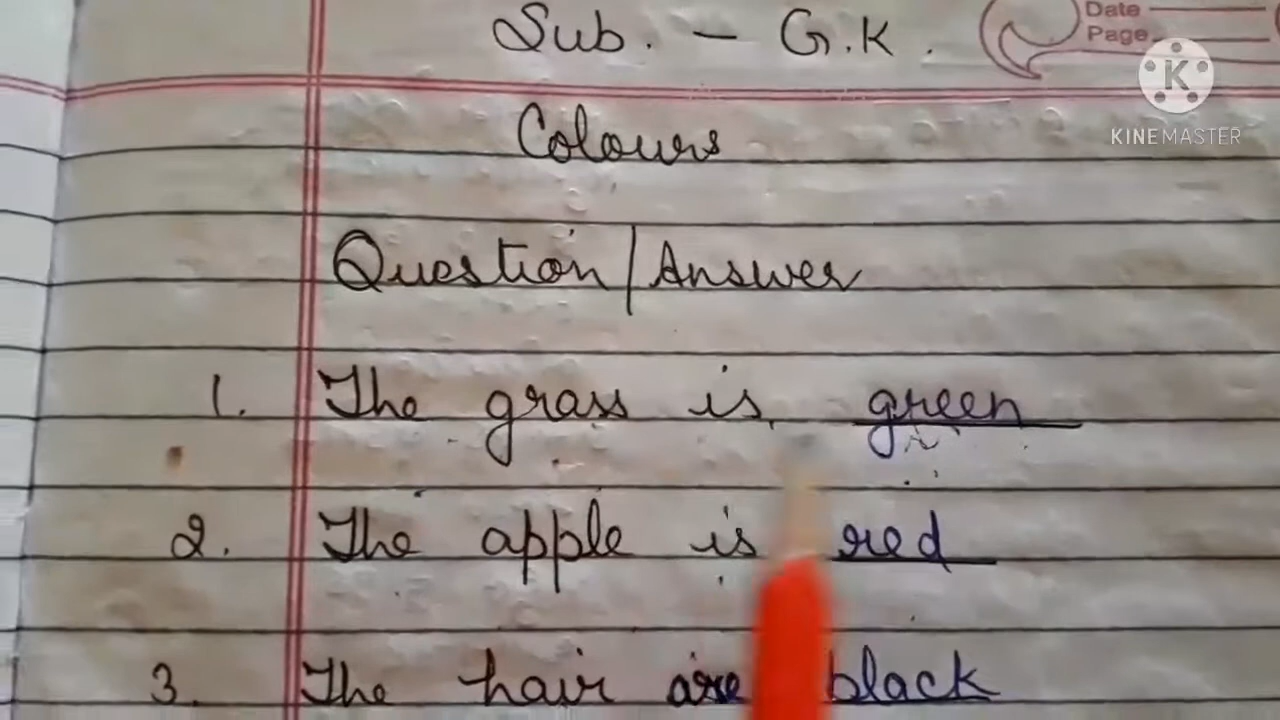 Sub. - G.K.
Date
Page
K
KINEMASTER
Colours
Question/Answer
1. The grass is green
2. The apple is red
3. The hair are black